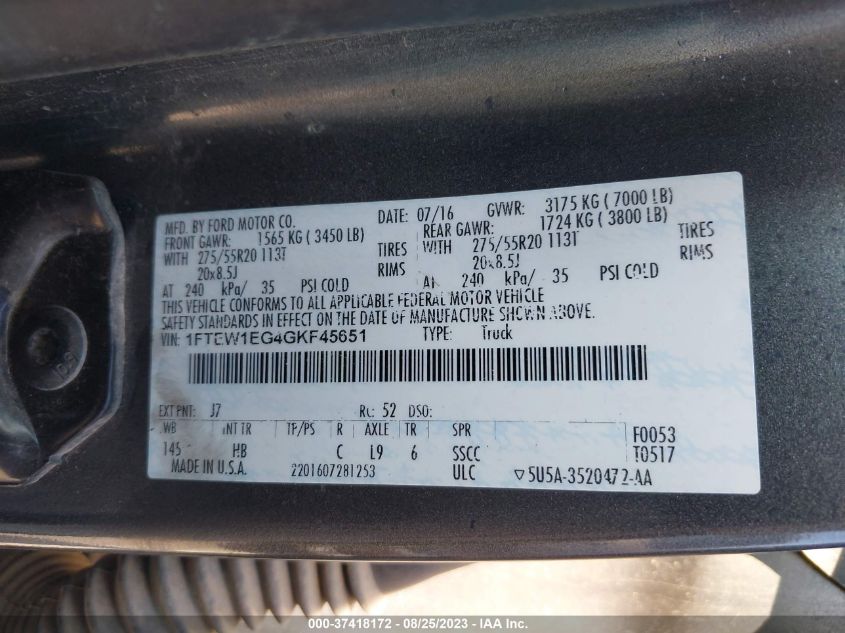 MFD. BY FORD MOTOR CO. DATE: 07/16 GVWR: 3175 KG ( 7000 LB)
FRONT GAWR: 1565 KG ( 3450 LB) REAR GAWR: 1724 KG ( 3800 LB)
WITH 275/55R20 113T TIRES WITH 275/55R20 113T TIRES
20x8.5J RIMS 20x8.5J RIMS
AT 240 kPa/ 35 PSI COLD AT 240 kPa/ 35 PSI COLD
THIS VEHICLE CONFORMS TO ALL APPLICABLE FEDERAL MOTOR VEHICLE
SAFETY STANDARDS IN EFFECT ON THE DATE OF MANUFACTURE SHOWN ABOVE.
VIN: 1FTEW1EG4GKF45651 TYPE: Truck
EXT PNT: J7 RC: 52 DSO:
WB INT TR TP/PS R AXLE TR SPR F0053
145 HB C L9 6 SSCC T0517
MADE IN U.S.A. 2201607281253 ULC ▽5U5A-3520472-AA
000-37418172 - 08/25/2023 - IAA Inc.